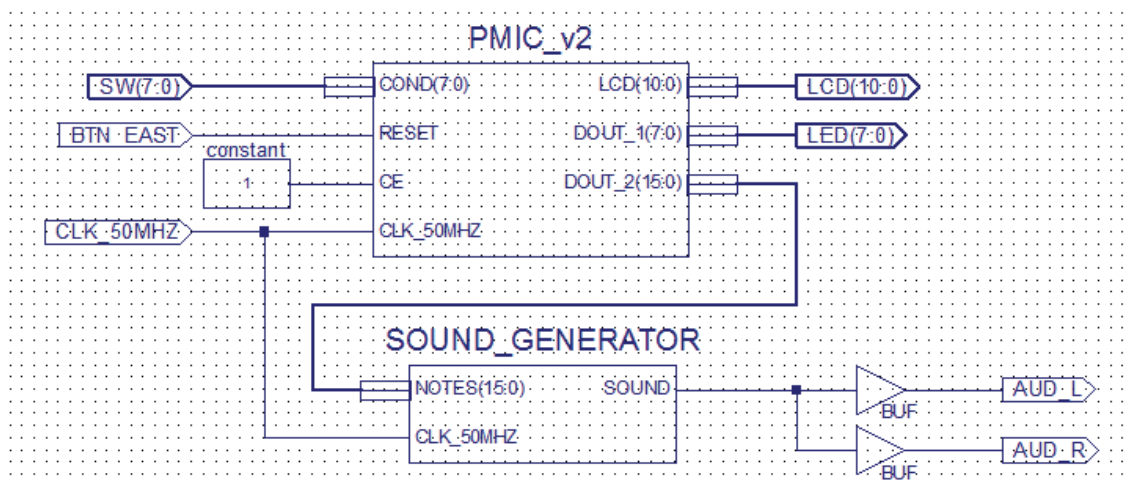 PMIC_v2
SW(7:0)
COND(7:0)
LCD(10:0)
LCD(10:0)
BTN_EAST
RESET
DOUT_1(7:0)
LED(7:0)
constant
1
CE
DOUT_2(15:0)
CLK_50MHZ
CLK_50MHZ
SOUND_GENERATOR
NOTES(15:0)
SOUND
BUF
AUD_L
CLK_50MHZ
BUF
AUD_R